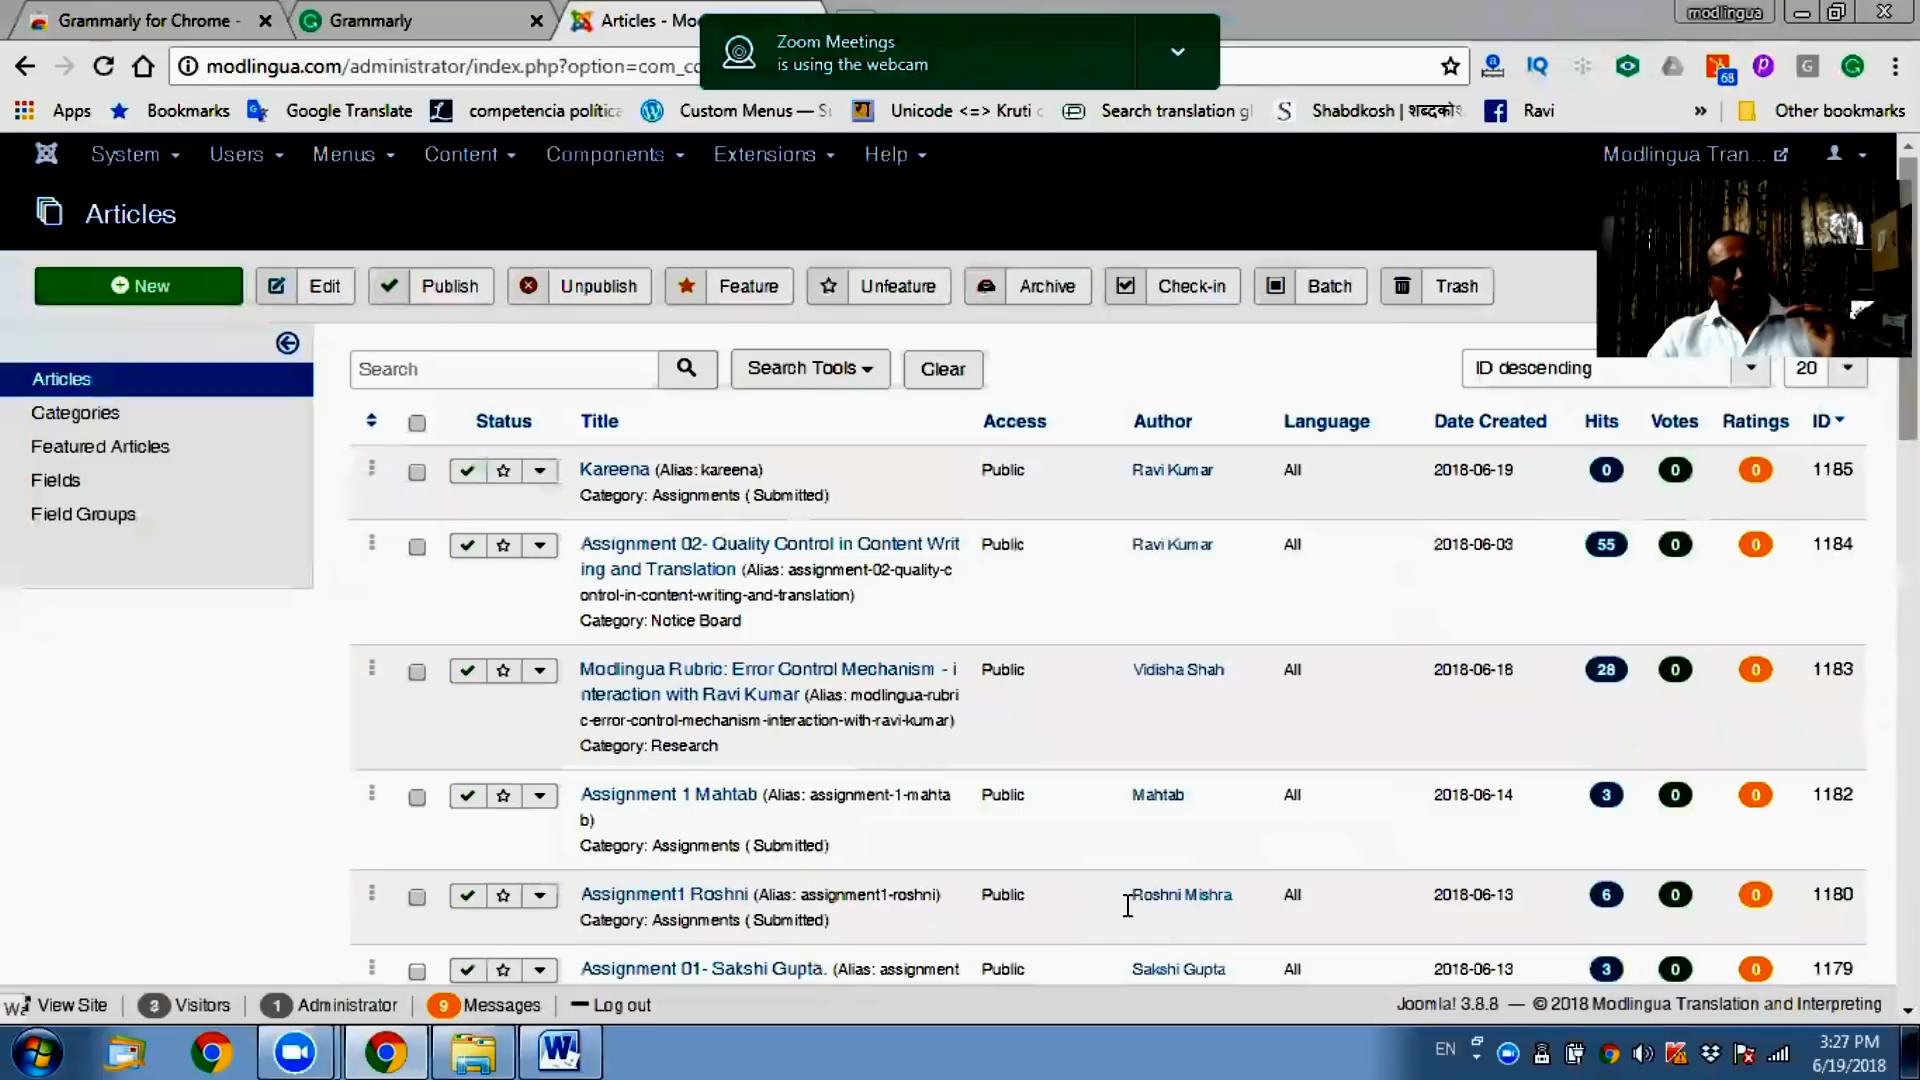 Grammarly for Chrome -
Grammarly
Articles - Mo
modlingua
Zoom Meetings
is using the webcam
modlingua.com/administrator/index.php?option=com_cc
IQ
68
Apps
Bookmarks
Google Translate
competencia política
Custom Menus — S
Unicode <=> Kruti
Search translation gl
Shabdkosh | शब्दकोश
Ravi
»
Other bookmarks
System
Users
Menus
Content
Components
Extensions
Help
Modlingua Tran...
Articles
New
Edit
Publish
Unpublish
Feature
Unfeature
Archive
Check-in
Batch
Trash
Articles
Categories
Featured Articles
Fields
Field Groups
Search
Search Tools
Clear
ID descending
20
Status Title Access Author Language Date Created Hits Votes Ratings ID
Kareena (Alias: kareena) Public Ravi Kumar All 2018-06-19 0 0 0 1185
Category: Assignments ( Submitted)
Assignment 02- Quality Control in Content Writ Public Ravi Kumar All 2018-06-03 55 0 0 1184
ing and Translation (Alias: assignment-02-quality-c
ontrol-in-content-writing-and-translation)
Category: Notice Board
Modlingua Rubric: Error Control Mechanism - i Public Vidisha Shah All 2018-06-18 28 0 0 1183
nteraction with Ravi Kumar (Alias: modlingua-rubri
c-error-control-mechanism-interaction-with-ravi-kumar)
Category: Research
Assignment 1 Mahtab (Alias: assignment-1-mahta Public Mahtab All 2018-06-14 3 0 0 1182
b)
Category: Assignments ( Submitted)
Assignment1 Roshni (Alias: assignment1-roshni) Public Roshni Mishra All 2018-06-13 6 0 0 1180
Category: Assignments ( Submitted)
Assignment 01- Sakshi Gupta. (Alias: assignment Public Sakshi Gupta All 2018-06-13 3 0 0 1179
View Site
3 Visitors
1 Administrator
9 Messages
Log out
Joomla! 3.8.8 — © 2018 Modlingua Translation and Interpreting
EN
3:27 PM
6/19/2018